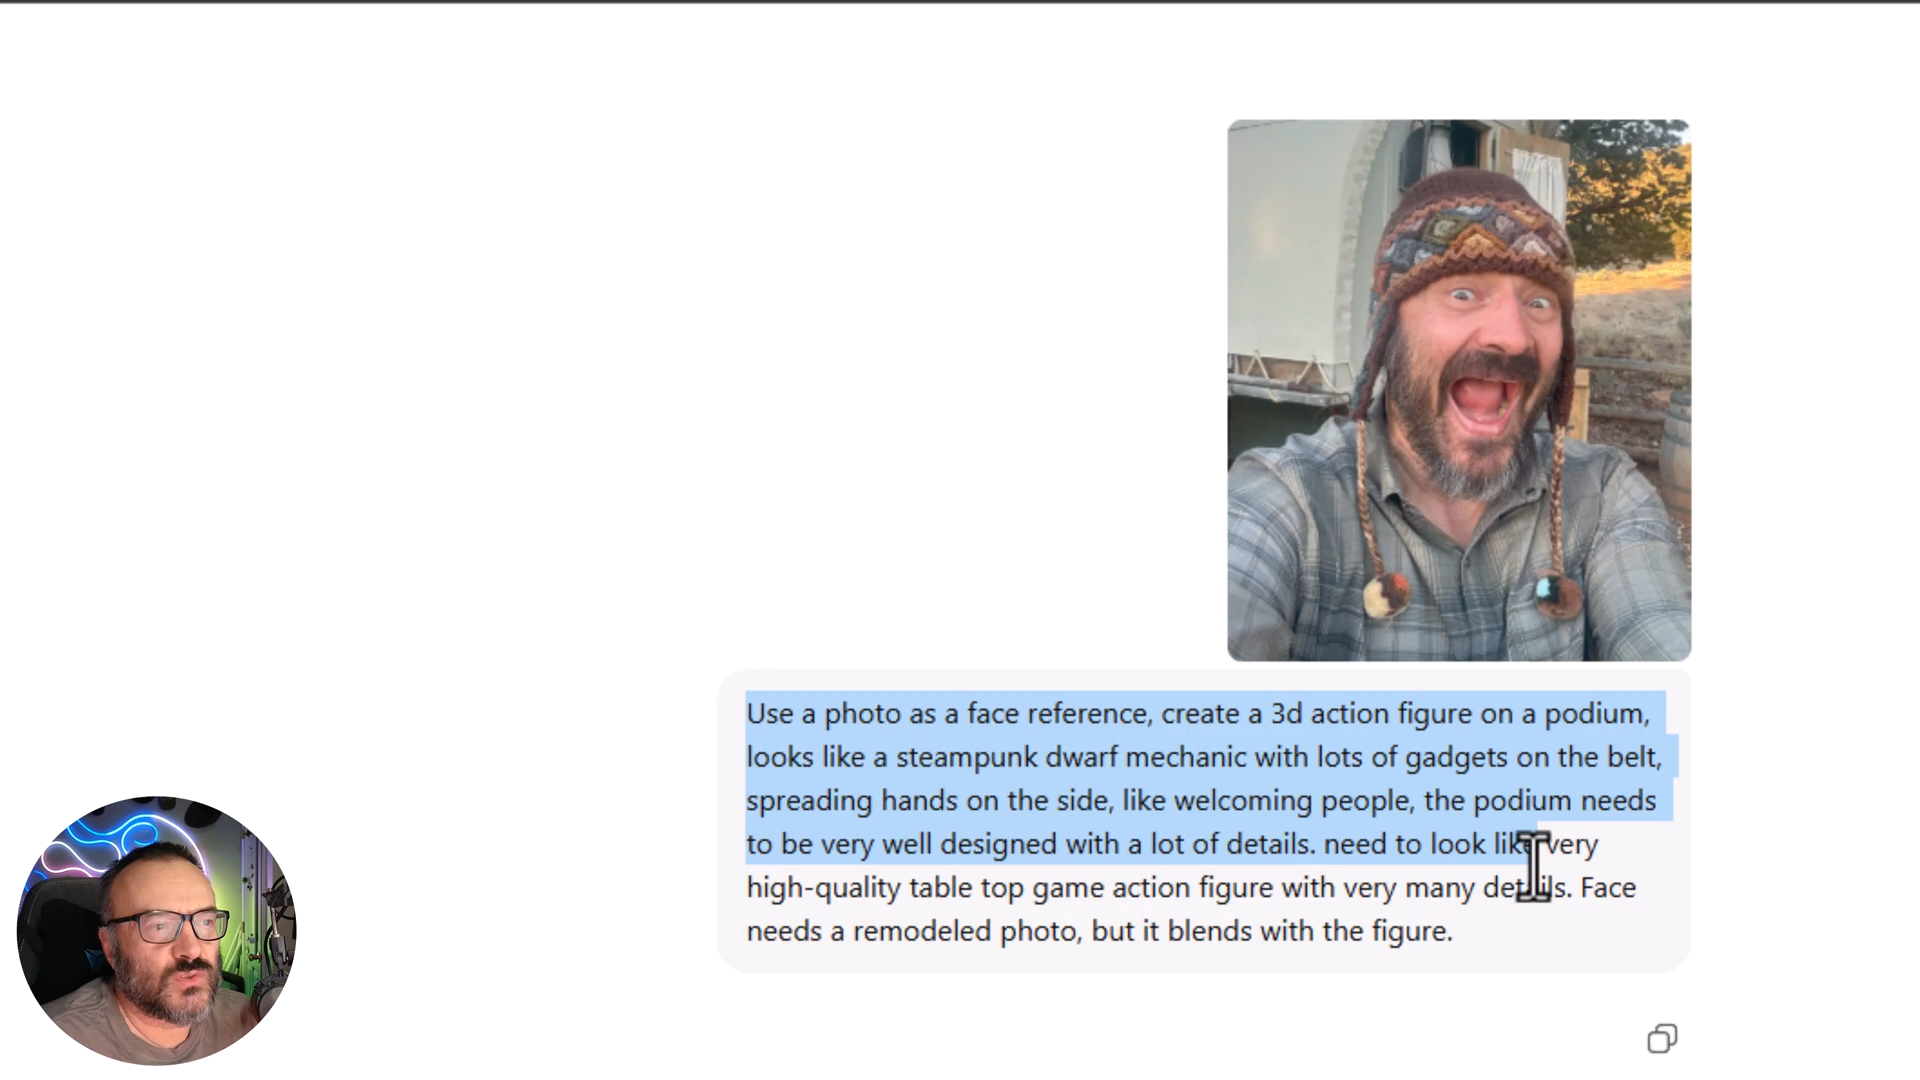 Use a photo as a face reference, create a 3d action figure on a podium,
looks like a steampunk dwarf mechanic with lots of gadgets on the belt,
spreading hands on the side, like welcoming people, the podium needs
to be very well designed with a lot of details. need to look like very
high-quality table top game action figure with very many details. Face
needs a remodeled photo, but it blends with the figure.